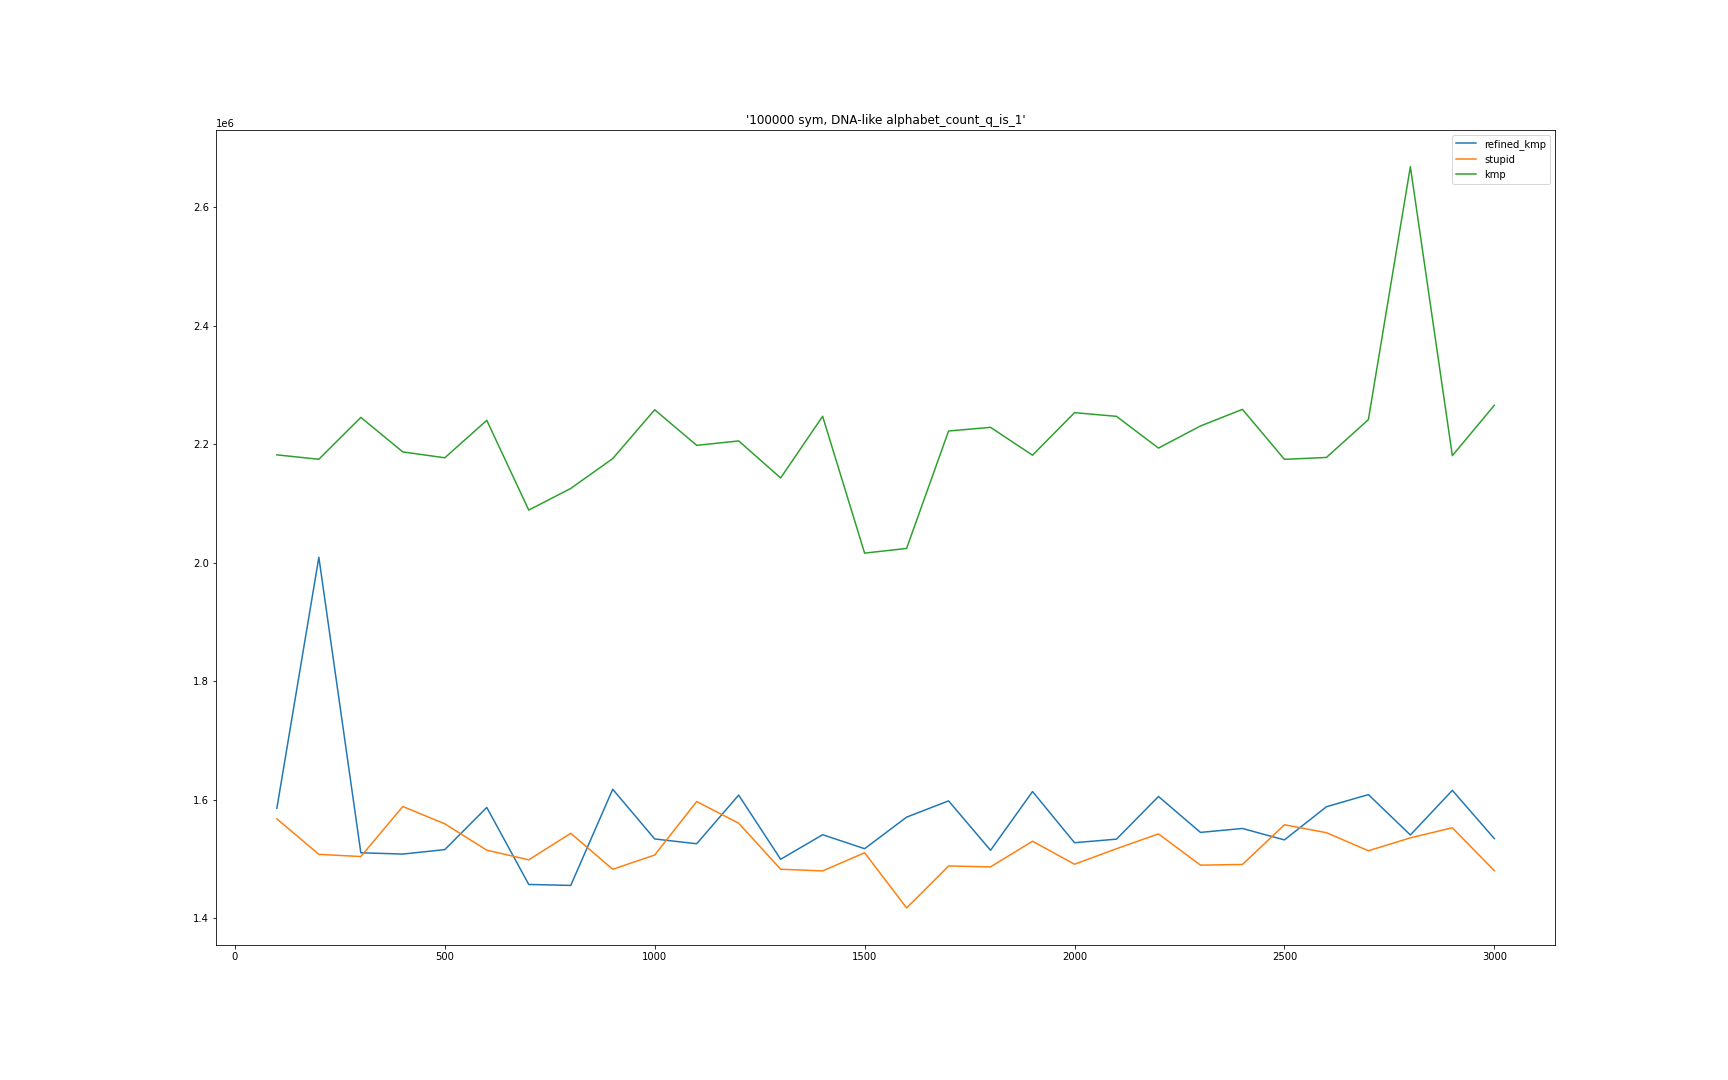 '100000 sym, DNA-like alphabet_count_q_is_1'
1e6
refined_kmp
stupid
kmp
2.6
2.4
2.2
2.0
1.8
1.6
1.4
0 500 1000 1500 2000 2500 3000